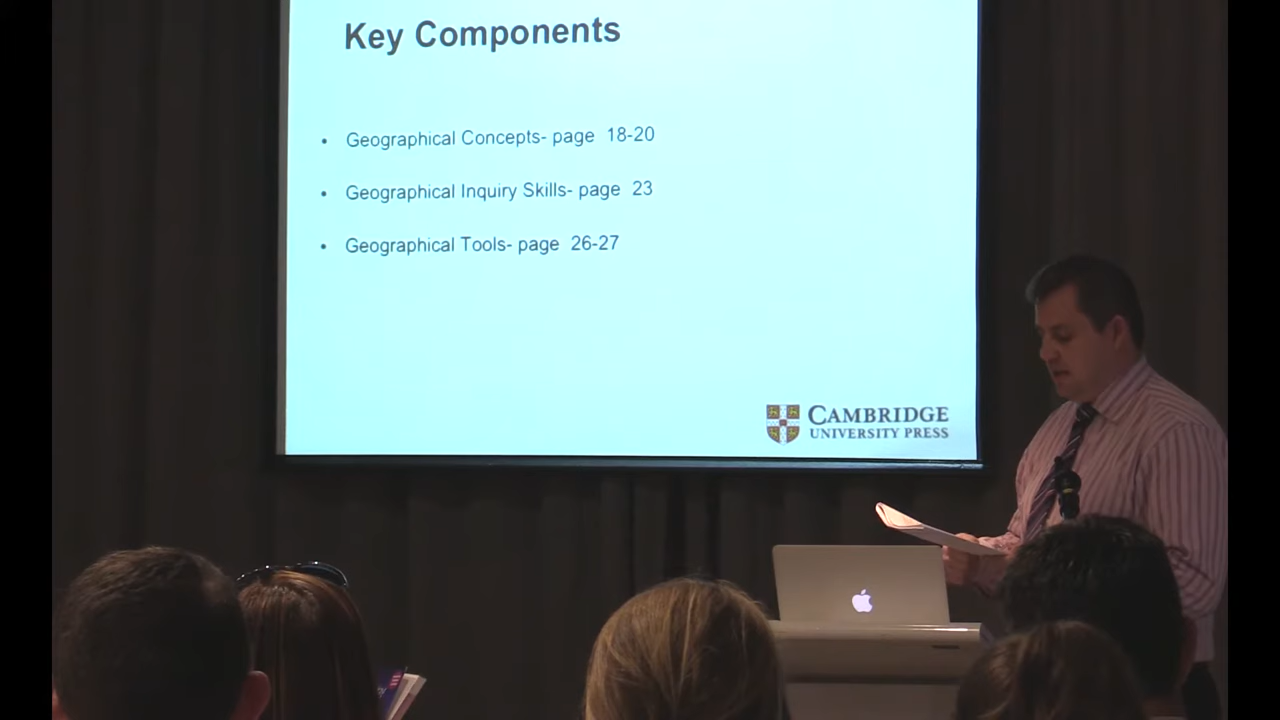 Key Components
• Geographical Concepts- page 18-20
• Geographical Inquiry Skills- page 23
• Geographical Tools- page 26-27
CAMBRIDGE
UNIVERSITY PRESS